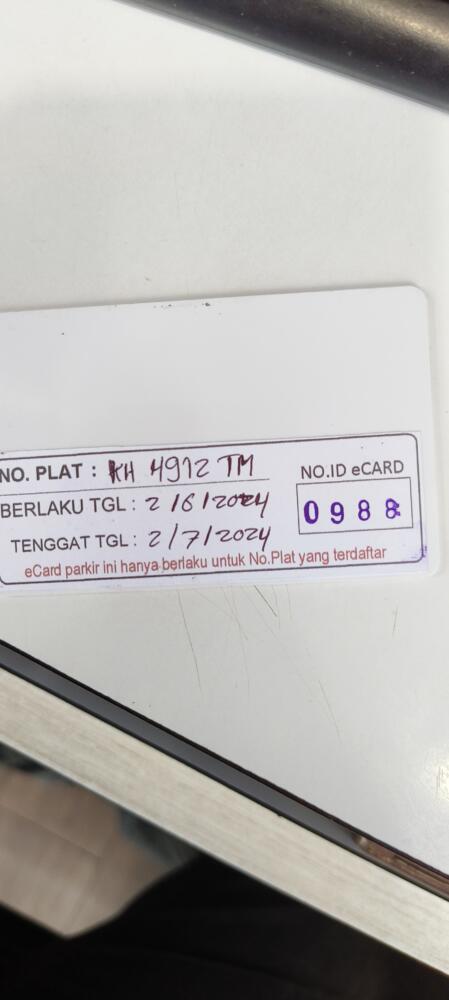 NO. PLAT : KH 4912 TM
NO.ID eCARD
BERLAKU TGL : 2/6/2024
0988
TENGGAT TGL : 2/7/2024
eCard parkir ini hanya berlaku untuk No.Plat yang terdaftar